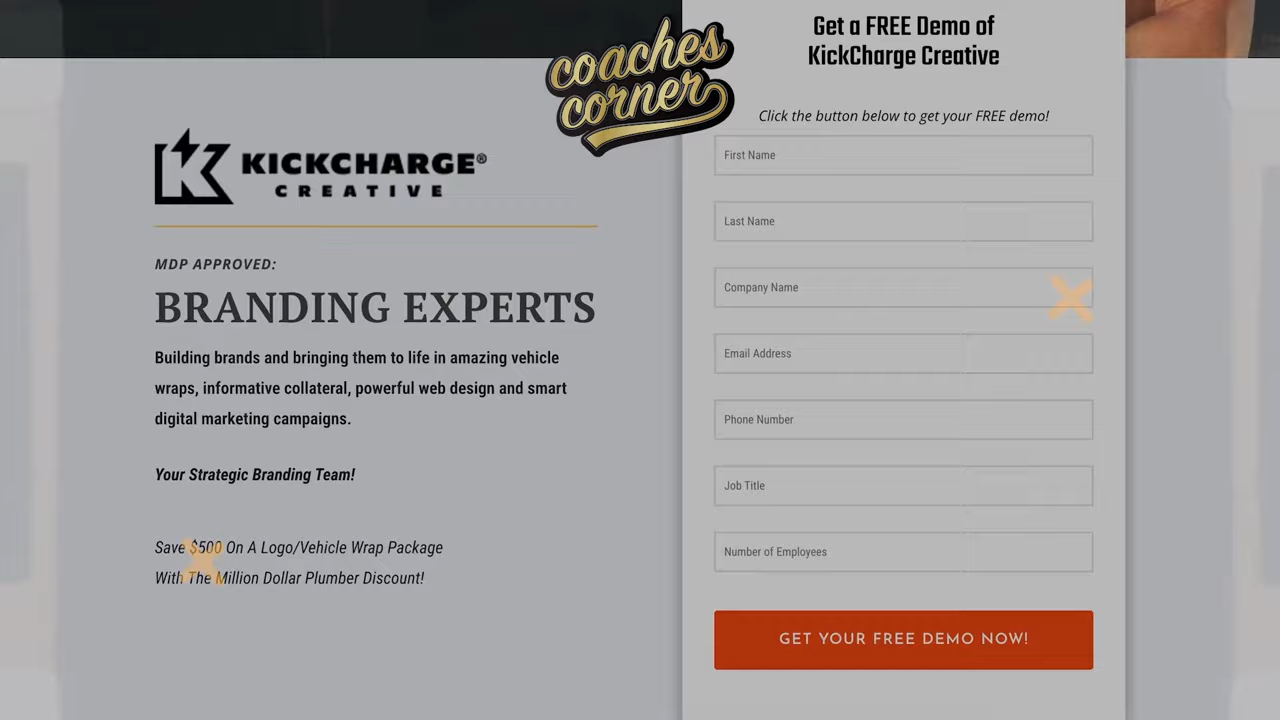 coaches
corner
KICKCHARGE®
CREATIVE
MDP APPROVED:
BRANDING EXPERTS
Building brands and bringing them to life in amazing vehicle
wraps, informative collateral, powerful web design and smart
digital marketing campaigns.
Your Strategic Branding Team!
Save $500 On A Logo/Vehicle Wrap Package
With The Million Dollar Plumber Discount!
Get a FREE Demo of
KickCharge Creative
Click the button below to get your FREE demo!
First Name
Last Name
Company Name
Email Address
Phone Number
Job Title
Number of Employees
GET YOUR FREE DEMO NOW!